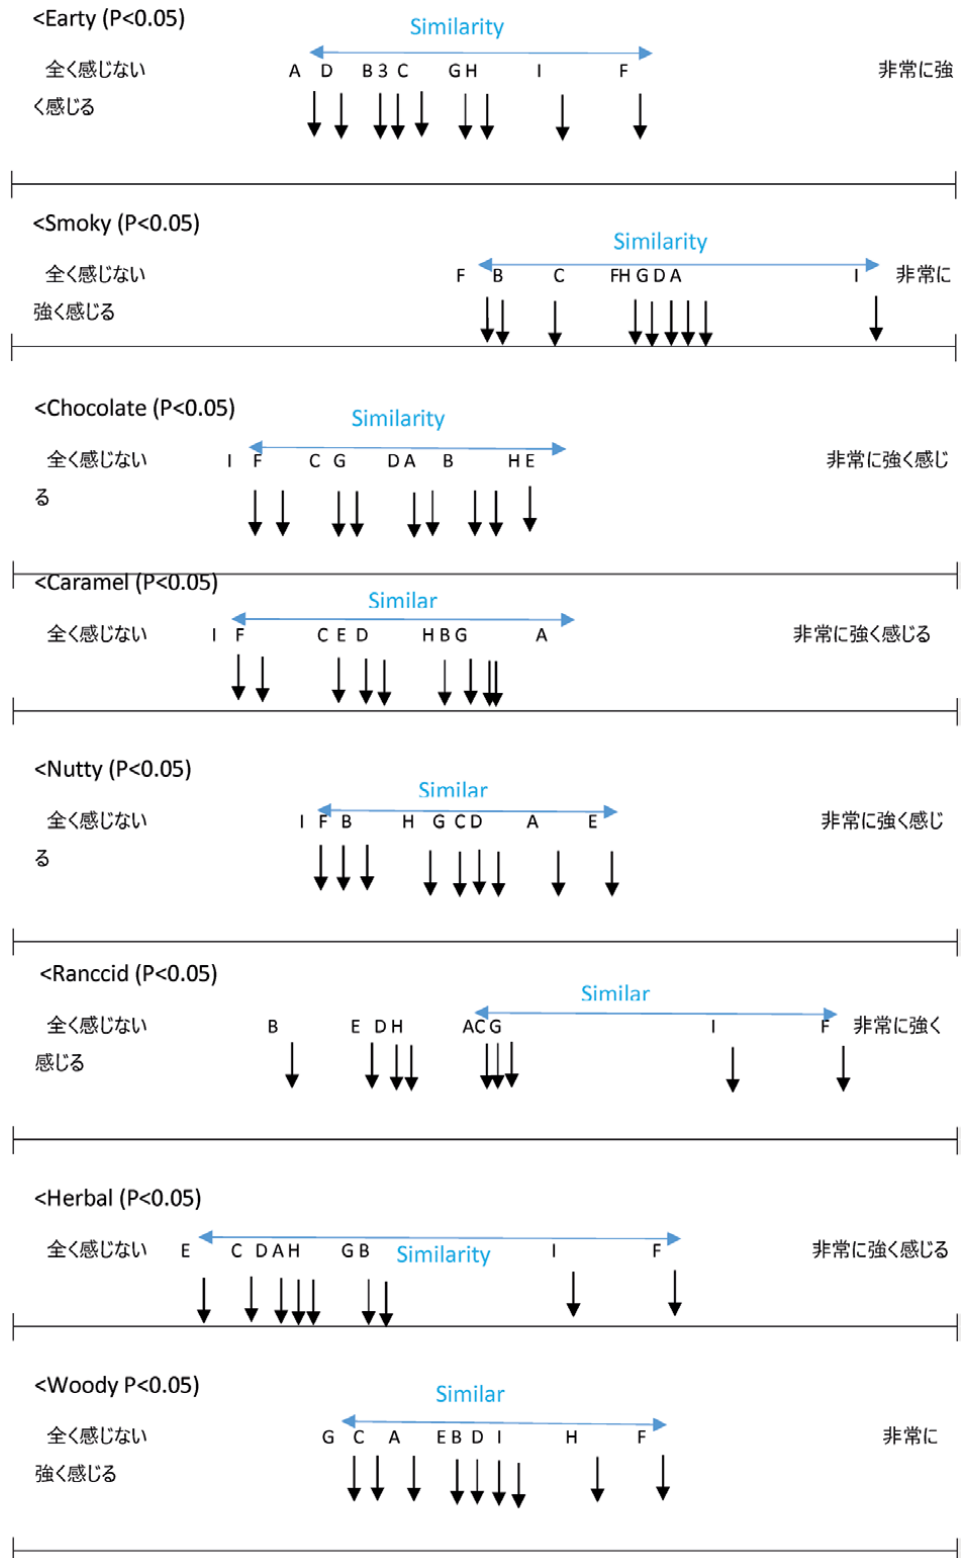 <Earty (P<0.05)
Similarity
全く感じない A D B 3 C G H I F 非常に強
く感じる
<Smoky (P<0.05)
Similarity
全く感じない F B C FH G D A I 非常に
強く感じる
<Chocolate (P<0.05)
Similarity
全く感じない I F C G D A B H E 非常に強く感じ
る
<Caramel (P<0.05)
Similar
全く感じない I F C E D H B G A 非常に強く感じる
<Nutty (P<0.05)
Similar
全く感じない I F B H G C D A E 非常に強く感じ
る
<Ranccid (P<0.05)
Similar
全く感じない B E D H A C G I F 非常に強く
感じる
<Herbal (P<0.05)
全く感じない E C D A H G B Similarity I F 非常に強く感じる
<Woody P<0.05)
Similar
全く感じない G C A E B D I H F 非常に
強く感じる